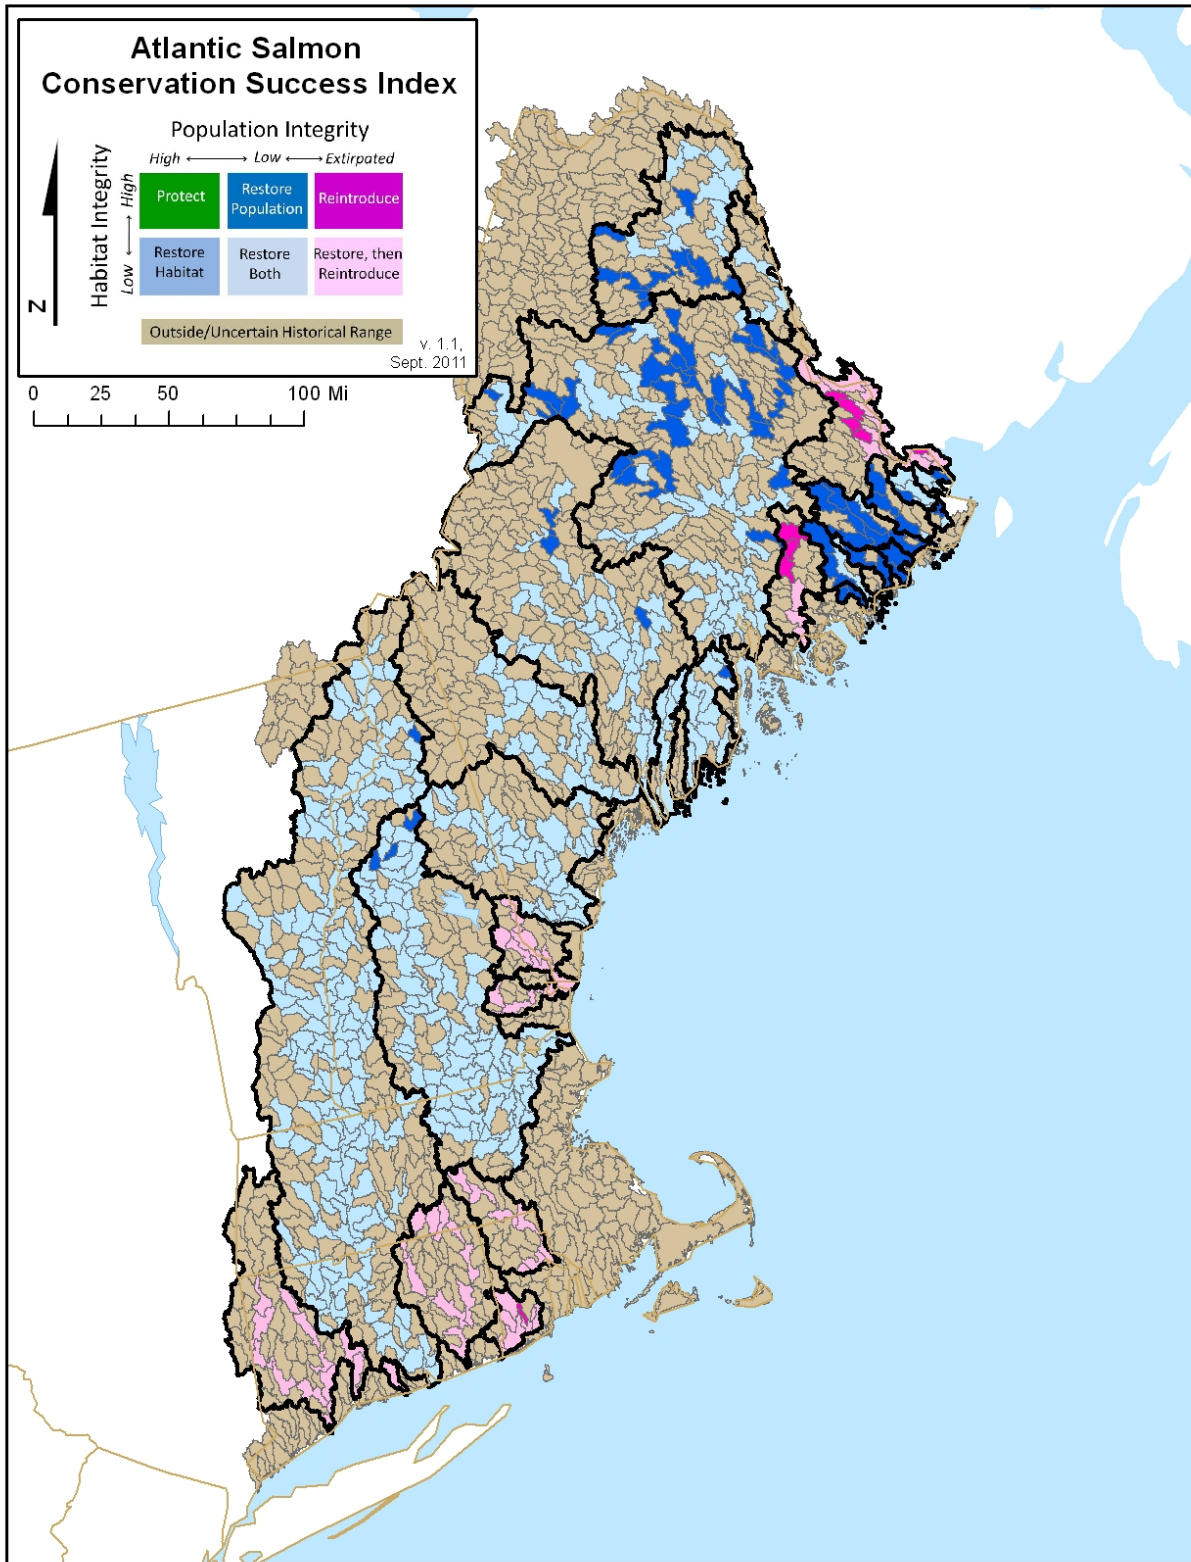 Atlantic Salmon
Conservation Success Index
Population Integrity
High Low Extirpated
Habitat Integrity
High
Low
Protect
Restore
Population
Reintroduce
Restore
Habitat
Restore
Both
Restore, then
Reintroduce
N
Outside/Uncertain Historical Range
v. 1.1,
Sept. 2011
0 25 50 100 Mi